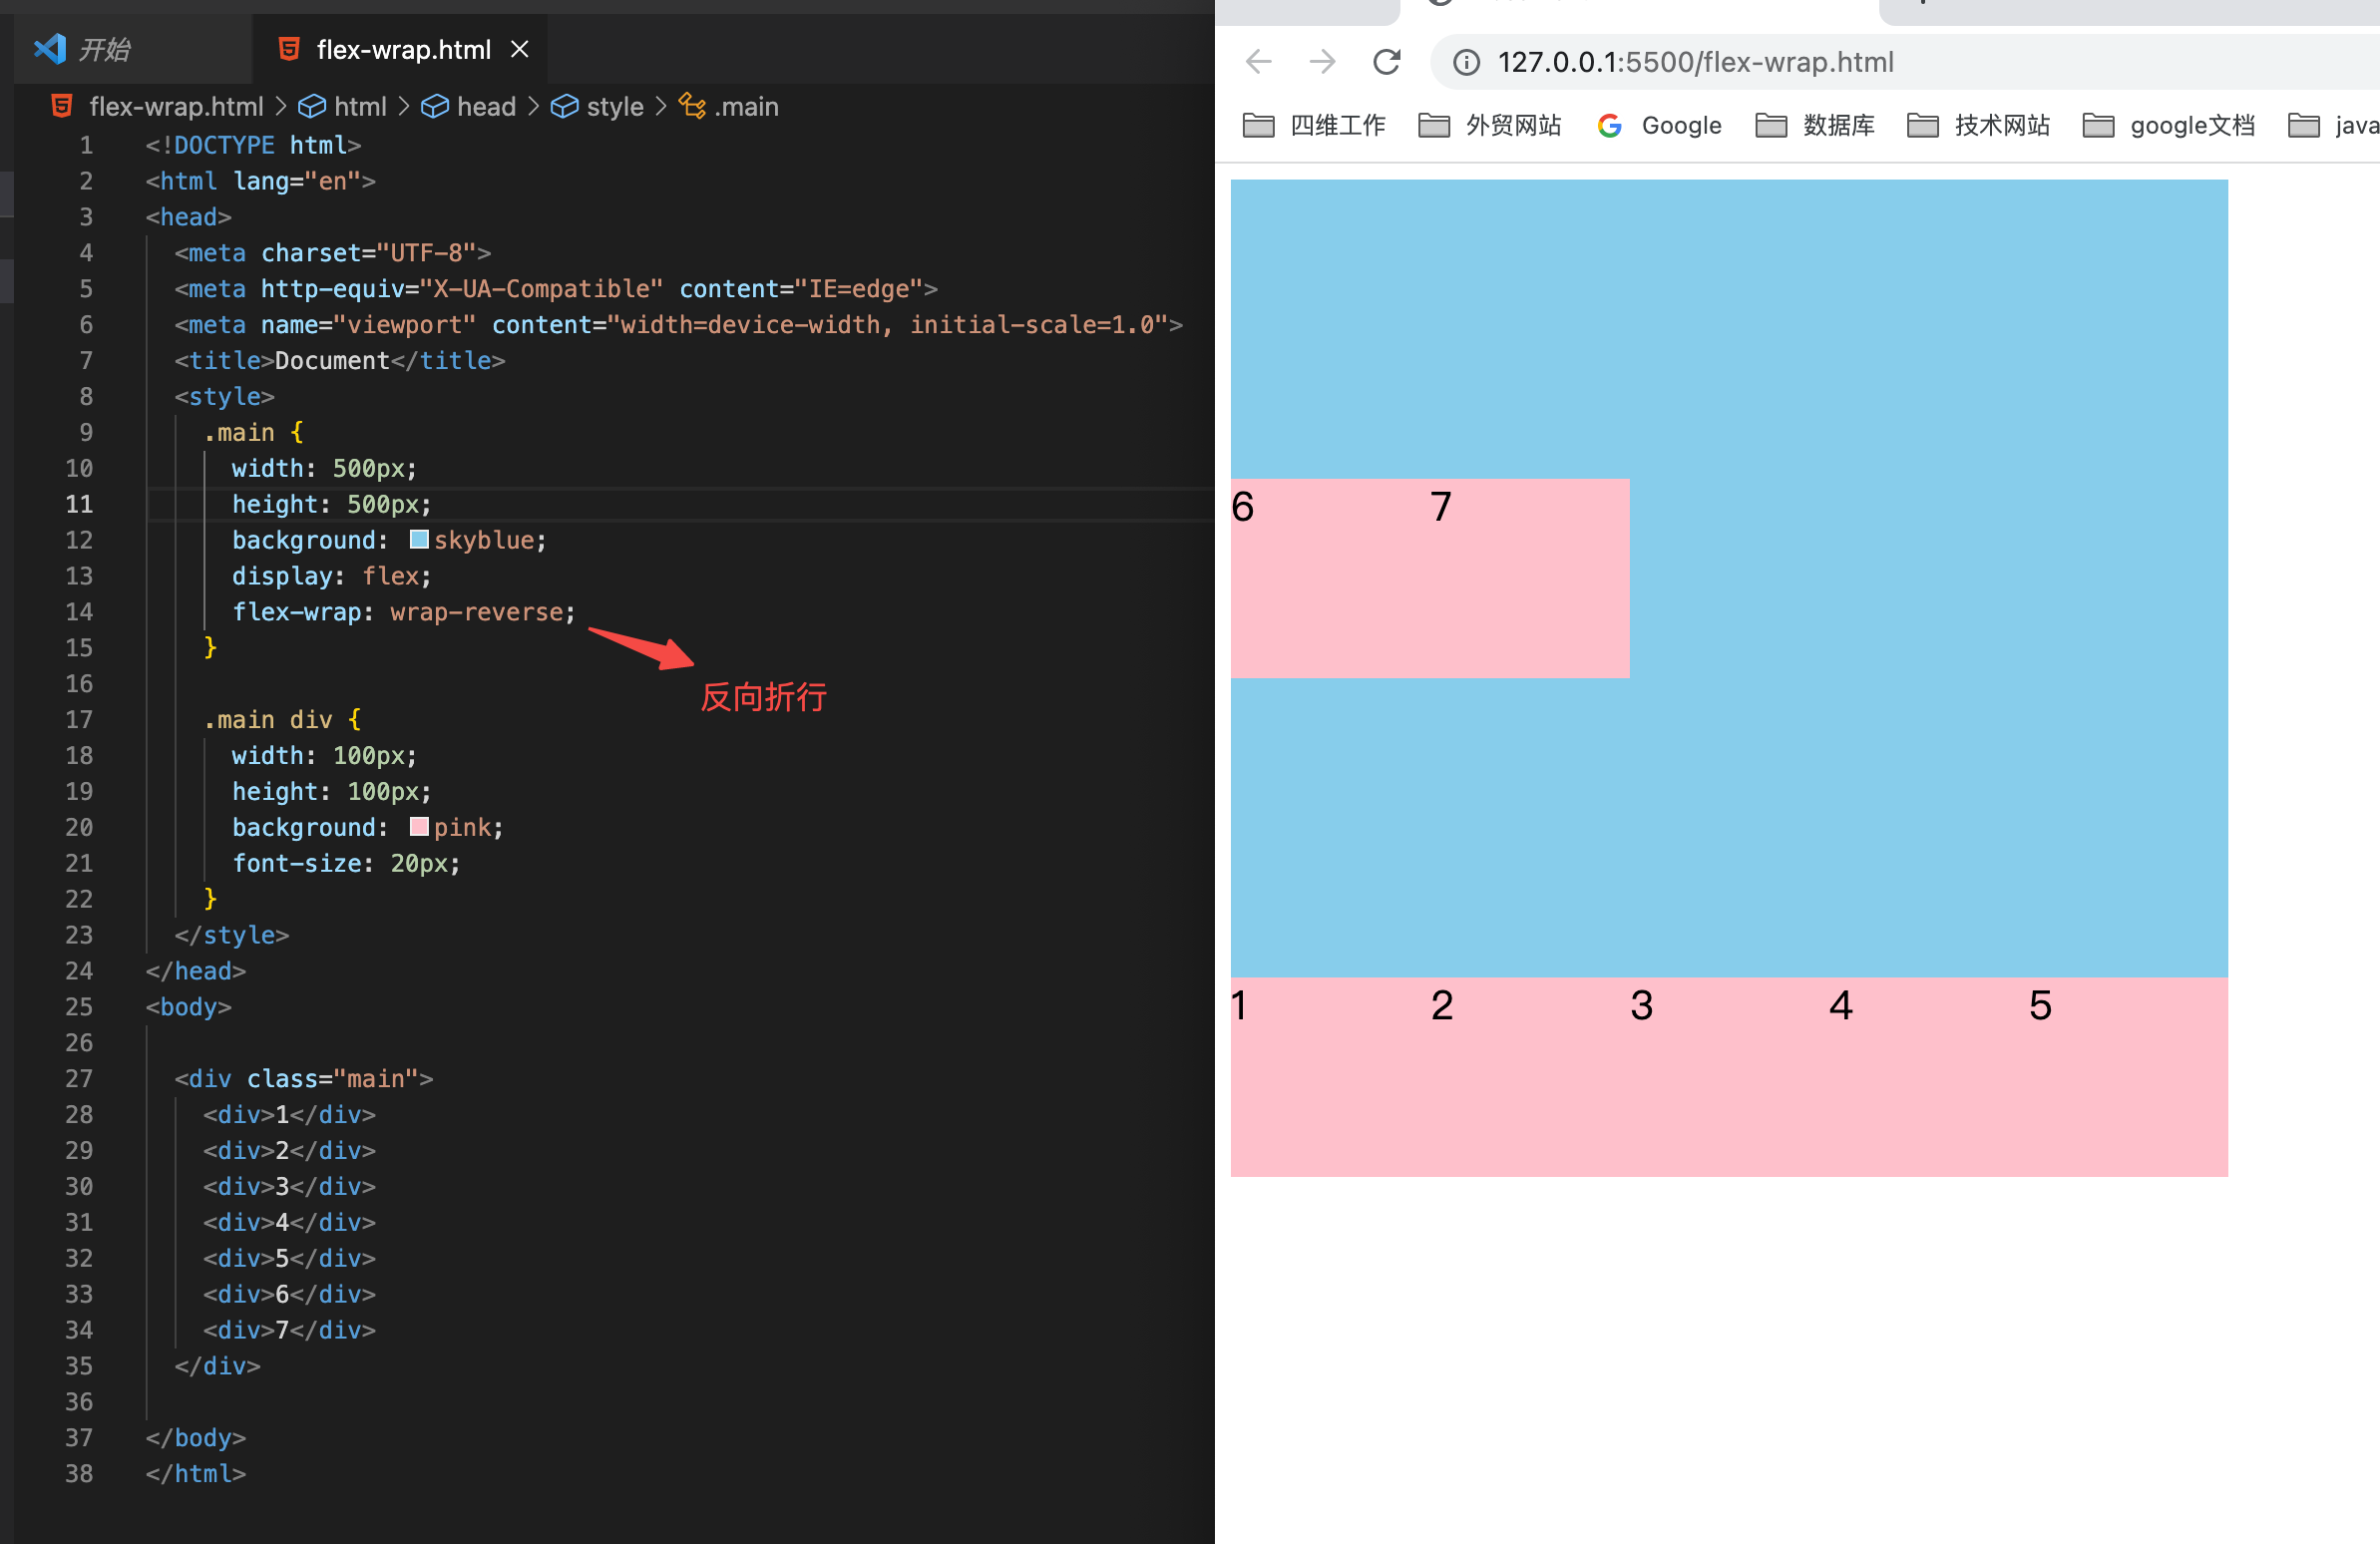 开始
flex-wrap.html
flex-wrap.html > html > head > style > .main
1 <!DOCTYPE html>
2 <html lang="en">
3 <head>
4 <meta charset="UTF-8">
5 <meta http-equiv="X-UA-Compatible" content="IE=edge">
6 <meta name="viewport" content="width=device-width, initial-scale=1.0">
7 <title>Document</title>
8 <style>
9 .main {
10 width: 500px;
11 height: 500px;
12 background: skyblue;
13 display: flex;
14 flex-wrap: wrap-reverse;
15 }
反向折行
16
17 .main div {
18 width: 100px;
19 height: 100px;
20 background: pink;
21 font-size: 20px;
22 }
23 </style>
24 </head>
25 <body>
26
27 <div class="main">
28 <div>1</div>
29 <div>2</div>
30 <div>3</div>
31 <div>4</div>
32 <div>5</div>
33 <div>6</div>
34 <div>7</div>
35 </div>
36
37 </body>
38 </html>
127.0.0.1:5500/flex-wrap.html
四维工作 外贸网站 Google 数据库 技术网站 google文档 java
6 7
1 2 3 4 5